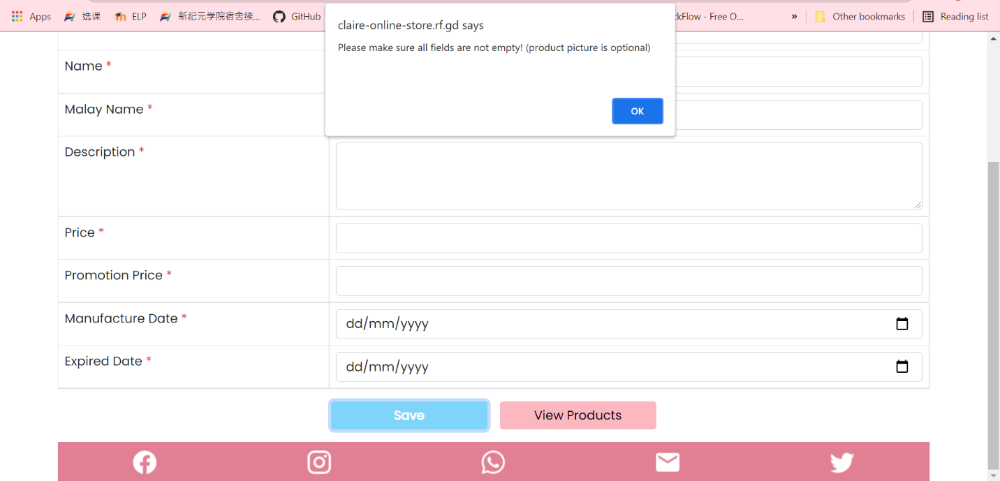 Apps 选课 ELP 新纪元学院宿舍续... GitHub ckFlow - Free O... » Other bookmarks Reading list
claire-online-store.rf.gd says
Please make sure all fields are not empty! (product picture is optional)
OK
Name *
Malay Name *
Description *
Price *
Promotion Price *
Manufacture Date * dd/mm/yyyy
Expired Date * dd/mm/yyyy
Save View Products